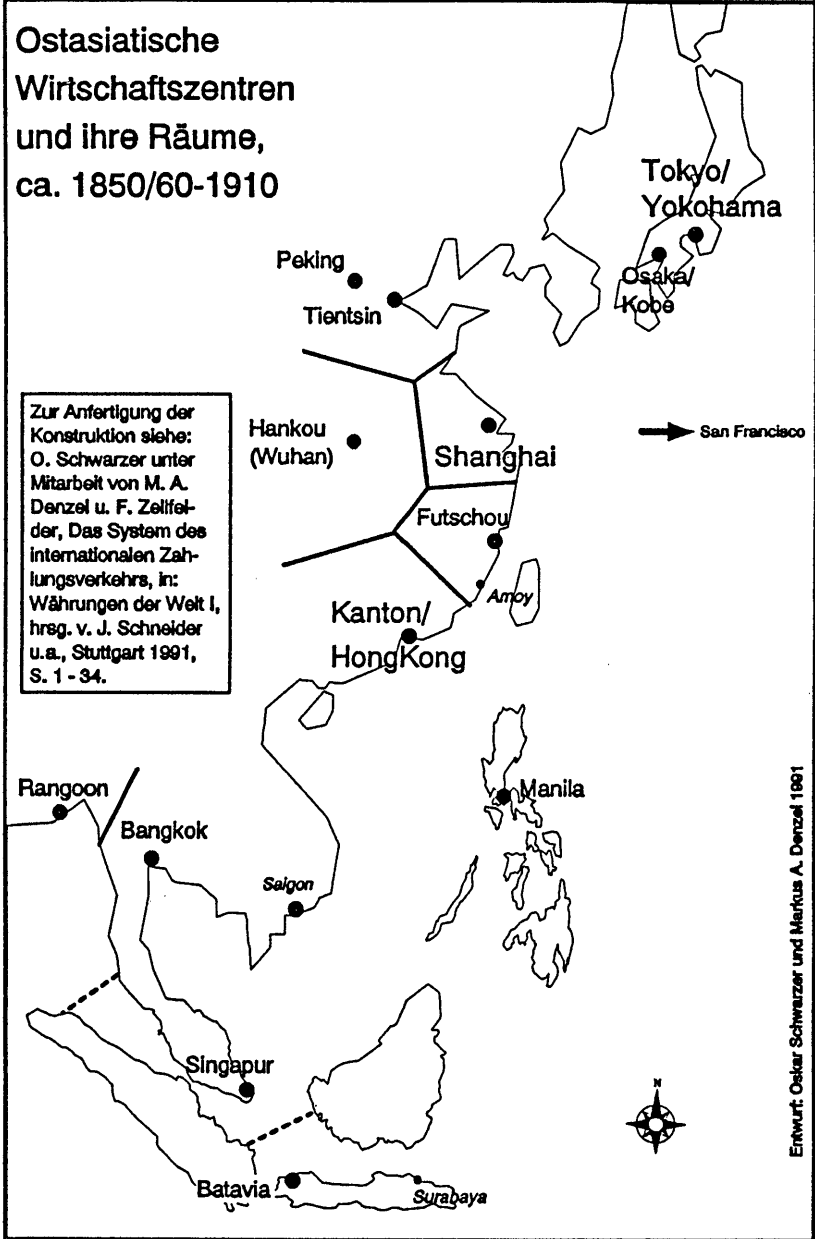 Ostasiatische
Wirtschaftszentren
und ihre Räume,
ca. 1850/60-1910
Tokyo/
Yokohama
Osaka/
Kobe
Peking
Tientsin
Zur Anfertigung der
Konstruktion siehe:
O. Schwarzer unter
Mitarbeit von M. A.
Denzel u. F. Zellfel-
der, Das System des
internationalen Zah-
lungsverkehrs, in:
Währungen der Welt I,
hrsg. v. J. Schneider
u.a., Stuttgart 1991,
S. 1 - 34.
Hankou
(Wuhan)
Shanghai
San Francisco
Futschou
Amoy
Kanton/
HongKong
Rangoon
Bangkok
Saigon
Manila
Singapur
Batavia
Surabaya
N
Entwurf: Oskar Schwarzer und Markus A. Denzel 1991